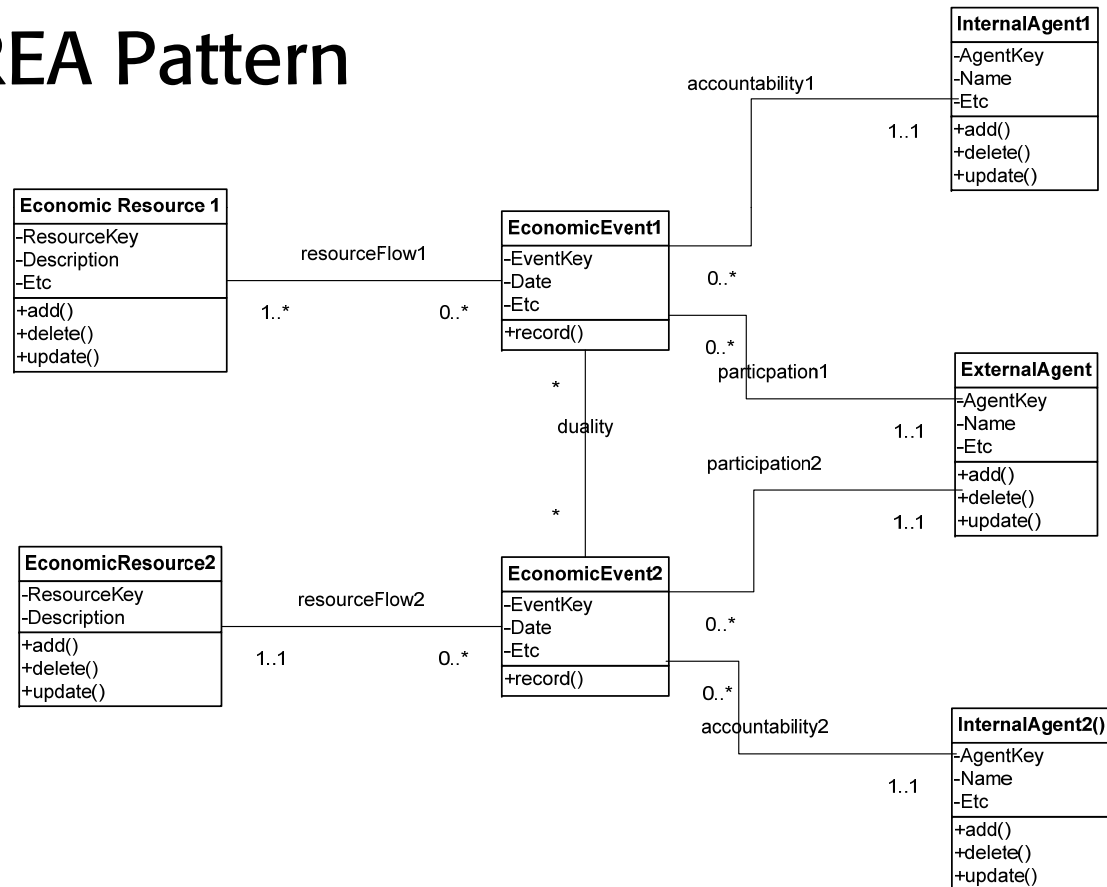 REA Pattern
InternalAgent1
-AgentKey
-Name
-Etc
+add()
+delete()
+update()
accountability1
1..1
0..*
Economic Resource 1
-ResourceKey
-Description
-Etc
+add()
+delete()
+update()
resourceFlow1
1..*
0..*
EconomicEvent1
-EventKey
-Date
-Etc
+record()
0..*
particpation1
1..1
ExternalAgent
-AgentKey
-Name
-Etc
+add()
+delete()
+update()
*
duality
*
participation2
1..1
0..*
EconomicResource2
-ResourceKey
-Description
+add()
+delete()
+update()
resourceFlow2
1..1
0..*
EconomicEvent2
-EventKey
-Date
-Etc
+record()
0..*
accountability2
1..1
InternalAgent2()
-AgentKey
-Name
-Etc
+add()
+delete()
+update()